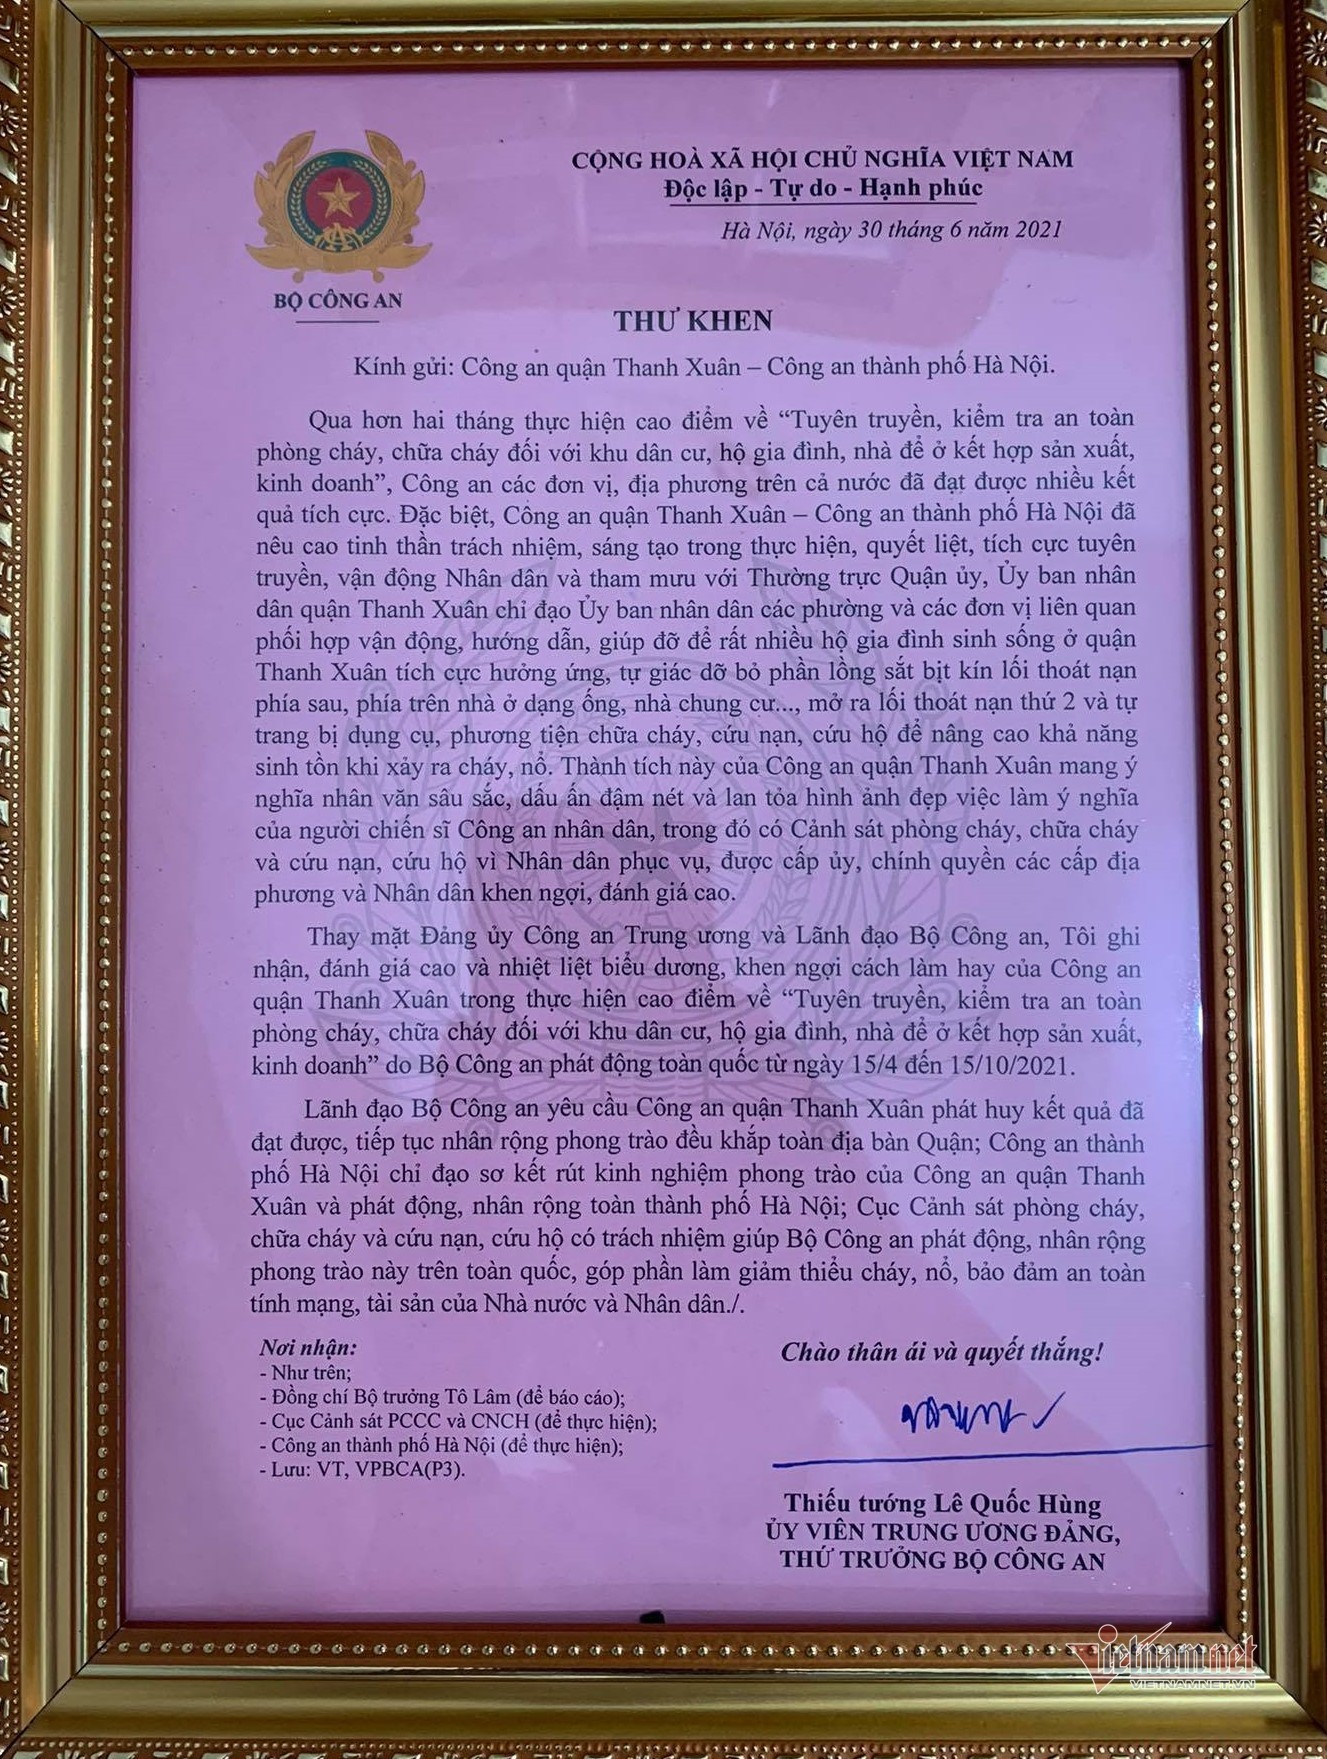 CỘNG HOÀ XÃ HỘI CHỦ NGHĨA VIỆT NAM
Độc lập - Tự do - Hạnh phúc
Hà Nội, ngày 30 tháng 6 năm 2021
BỘ CÔNG AN
THƯ KHEN
Kính gửi: Công an quận Thanh Xuân – Công an thành phố Hà Nội.
Qua hơn hai tháng thực hiện cao điểm về “Tuyên truyền, kiểm tra an toàn
phòng cháy, chữa cháy đối với khu dân cư, hộ gia đình, nhà để ở kết hợp sản xuất,
kinh doanh”, Công an các đơn vị, địa phương trên cả nước đã đạt được nhiều kết
quả tích cực. Đặc biệt, Công an quận Thanh Xuân – Công an thành phố Hà Nội đã
nêu cao tinh thần trách nhiệm, sáng tạo trong thực hiện, quyết liệt, tích cực tuyên
truyền, vận động Nhân dân và tham mưu với Thường trực Quận ủy, Ủy ban nhân
dân quận Thanh Xuân chỉ đạo Ủy ban nhân dân các phường và các đơn vị liên quan
phối hợp vận động, hướng dẫn, giúp đỡ để rất nhiều hộ gia đình sinh sống ở quận
Thanh Xuân tích cực hưởng ứng, tự giác dỡ bỏ phần lồng sắt bịt kín lối thoát nạn
phía sau, phía trên nhà ở dạng ống, nhà chung cư..., mở ra lối thoát nạn thứ 2 và tự
trang bị dụng cụ, phương tiện chữa cháy, cứu nạn, cứu hộ để nâng cao khả năng
sinh tồn khi xảy ra cháy, nổ. Thành tích này của Công an quận Thanh Xuân mang ý
nghĩa nhân văn sâu sắc, dấu ấn đậm nét và lan tỏa hình ảnh đẹp việc làm ý nghĩa
của người chiến sĩ Công an nhân dân, trong đó có Cảnh sát phòng cháy, chữa cháy
và cứu nạn, cứu hộ vì Nhân dân phục vụ, được cấp ủy, chính quyền các cấp địa
phương và Nhân dân khen ngợi, đánh giá cao.
Thay mặt Đảng ủy Công an Trung ương và Lãnh đạo Bộ Công an, Tôi ghi
nhận, đánh giá cao và nhiệt liệt biểu dương, khen ngợi cách làm hay của Công an
quận Thanh Xuân trong thực hiện cao điểm về “Tuyên truyền, kiểm tra an toàn
phòng cháy, chữa cháy đối với khu dân cư, hộ gia đình, nhà để ở kết hợp sản xuất,
kinh doanh” do Bộ Công an phát động toàn quốc từ ngày 15/4 đến 15/10/2021.
Lãnh đạo Bộ Công an yêu cầu Công an quận Thanh Xuân phát huy kết quả đã
đạt được, tiếp tục nhân rộng phong trào đều khắp toàn địa bàn Quận; Công an thành
phố Hà Nội chỉ đạo sơ kết rút kinh nghiệm phong trào của Công an quận Thanh
Xuân và phát động, nhân rộng toàn thành phố Hà Nội; Cục Cảnh sát phòng cháy,
chữa cháy và cứu nạn, cứu hộ có trách nhiệm giúp Bộ Công an phát động, nhân rộng
phong trào này trên toàn quốc, góp phần làm giảm thiểu cháy, nổ, bảo đảm an toàn
tính mạng, tài sản của Nhà nước và Nhân dân./.
Nơi nhận:
- Như trên;
- Đồng chí Bộ trưởng Tô Lâm (để báo cáo);
- Cục Cảnh sát PCCC và CNCH (để thực hiện);
- Công an thành phố Hà Nội (để thực hiện);
- Lưu: VT, VPBCA(P3).
Chào thân ái và quyết thắng!
Thiếu tướng Lê Quốc Hùng
ỦY VIÊN TRUNG ƯƠNG ĐẢNG,
THỨ TRƯỞNG BỘ CÔNG AN
Vietnam.net
VIETNAMNET.VN